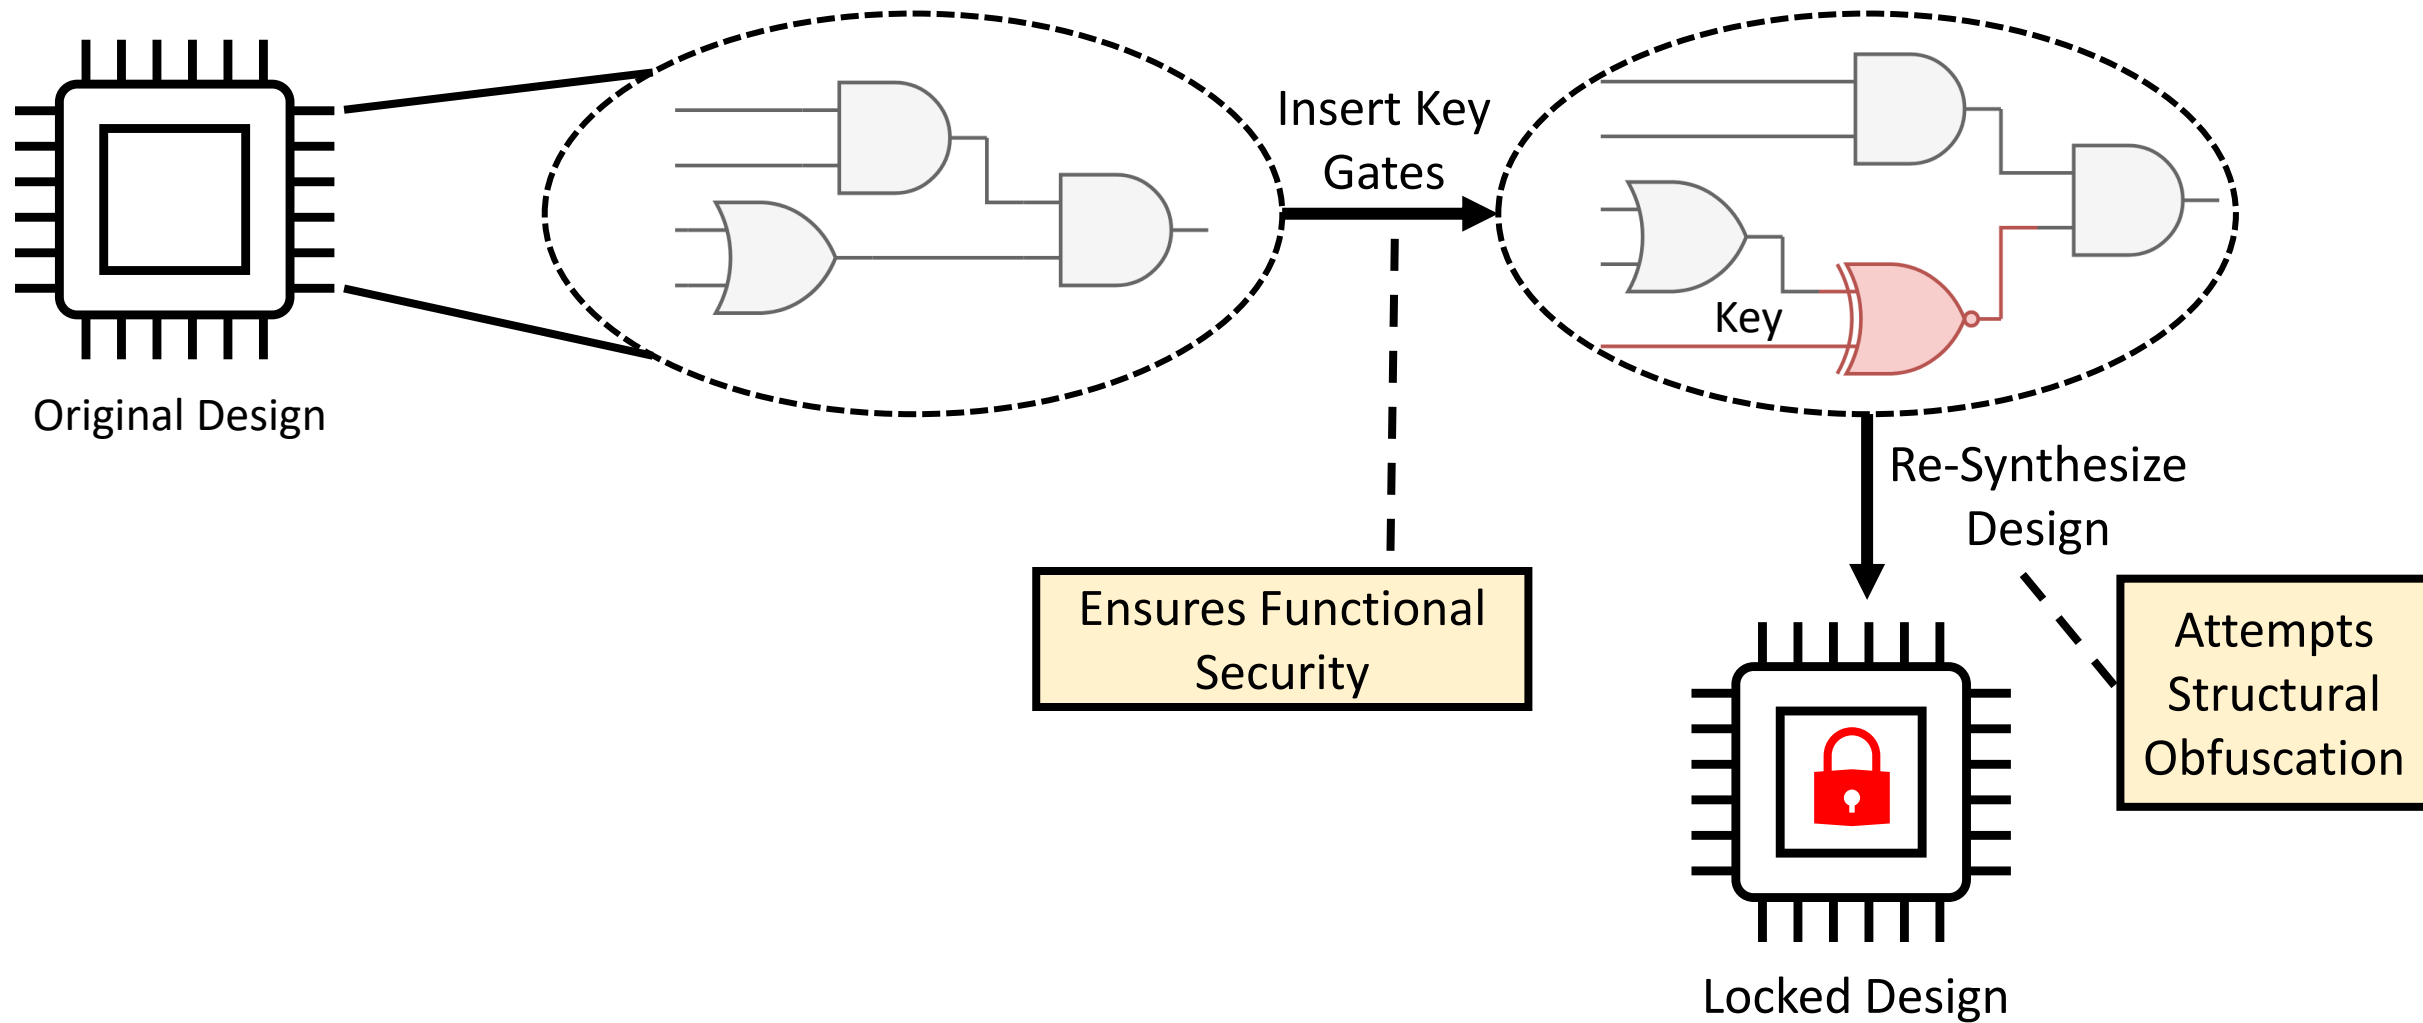 Original Design
Insert Key
Gates
Key
Ensures Functional
Security
Re-Synthesize
Design
Attempts
Structural
Obfuscation
Locked Design